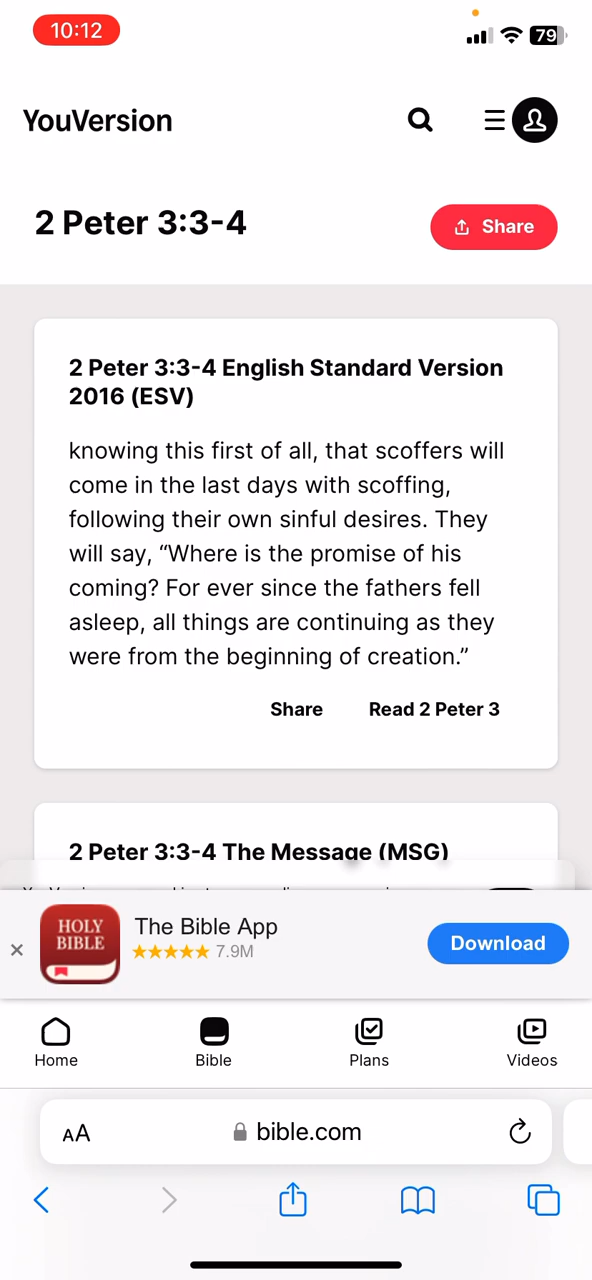 10:12
79
YouVersion
2 Peter 3:3-4
Share
2 Peter 3:3-4 English Standard Version
2016 (ESV)
knowing this first of all, that scoffers will
come in the last days with scoffing,
following their own sinful desires. They
will say, “Where is the promise of his
coming? For ever since the fathers fell
asleep, all things are continuing as they
were from the beginning of creation.”
Share Read 2 Peter 3
2 Peter 3:3-4 The Message (MSG)
HOLY
BIBLE
The Bible App
7.9M
Download
Home Bible Plans Videos
AA bible.com